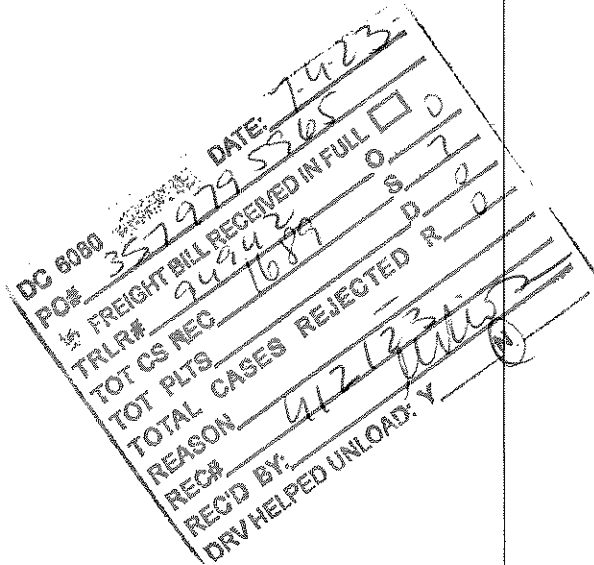 DC 6080 DATE: 7-4-23
PO# 3579795565
FREIGHT BILL RECEIVED IN FULL
TRLR# 94942 O 0
TOT CS REC 1689 S 7
TOT PLTS D 0
TOTAL CASES REJECTED R 0
REASON
REC# 412123
REC'D BY:
DRV HELPED UNLOAD: Y N